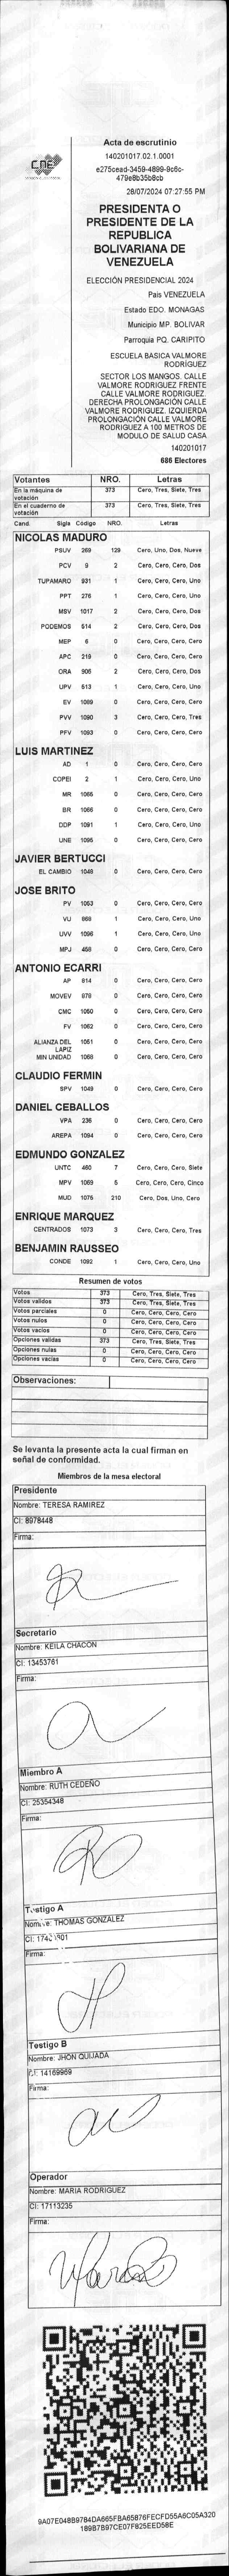 CNE
Acta de escrutinio
140201017.02.1.0001
e275cead-3459-4899-9c6c-
479e8b35b8cb
28/07/2024 07:27:55 PM
PRESIDENTA O
PRESIDENTE DE LA
REPUBLICA
BOLIVARIANA DE
VENEZUELA
ELECCIÓN PRESIDENCIAL 2024
Pais VENEZUELA
Estado EDO. MONAGAS
Municipio MP. BOLIVAR
Parroquia PQ. CARIPITO
ESCUELA BASICA VALMORE
RODRÍGUEZ
SECTOR LOS MANGOS. CALLE
VALMORE RODRIGUEZ FRENTE
CALLE VALMORE RODRIGUEZ.
DERECHA PROLONGACIÓN CALLE
VALMORE RODRIGUEZ. IZQUIERDA
PROLONGACIÓN CALLE VALMORE
RODRIGUEZ A 100 METROS DE
MODULO DE SALUD CASA
140201017
686 Electores
Votantes NRO. Letras
En la máquina de votación 373 Cero, Tres, Siete, Tres
En el cuaderno de votación 373 Cero, Tres, Siete, Tres
Cand. Sigla Código NRO. Letras
NICOLAS MADURO
PSUV 269 129 Cero, Uno, Dos, Nueve
PCV 9 2 Cero, Cero, Cero, Dos
TUPAMARO 931 1 Cero, Cero, Cero, Uno
PPT 276 1 Cero, Cero, Cero, Uno
MSV 1017 2 Cero, Cero, Cero, Dos
PODEMOS 514 2 Cero, Cero, Cero, Dos
MEP 6 0 Cero, Cero, Cero, Cero
APC 219 0 Cero, Cero, Cero, Cero
ORA 906 2 Cero, Cero, Cero, Dos
UPV 513 1 Cero, Cero, Cero, Uno
EV 1089 0 Cero, Cero, Cero, Cero
PVV 1090 3 Cero, Cero, Cero, Tres
PFV 1093 0 Cero, Cero, Cero, Cero
LUIS MARTINEZ
AD 1 0 Cero, Cero, Cero, Cero
COPEI 2 1 Cero, Cero, Cero, Uno
MR 1065 0 Cero, Cero, Cero, Cero
BR 1066 0 Cero, Cero, Cero, Cero
DDP 1091 1 Cero, Cero, Cero, Uno
UNE 1095 0 Cero, Cero, Cero, Cero
JAVIER BERTUCCI
EL CAMBIO 1048 0 Cero, Cero, Cero, Cero
JOSE BRITO
PV 1053 0 Cero, Cero, Cero, Cero
VU 868 1 Cero, Cero, Cero, Uno
UVV 1096 1 Cero, Cero, Cero, Uno
MPJ 458 0 Cero, Cero, Cero, Cero
ANTONIO ECARRI
AP 814 0 Cero, Cero, Cero, Cero
MOVEV 878 0 Cero, Cero, Cero, Cero
CMC 1050 0 Cero, Cero, Cero, Cero
FV 1052 0 Cero, Cero, Cero, Cero
ALIANZA DEL LAPIZ 1051 0 Cero, Cero, Cero, Cero
MIN UNIDAD 1068 0 Cero, Cero, Cero, Cero
CLAUDIO FERMIN
SPV 1049 0 Cero, Cero, Cero, Cero
DANIEL CEBALLOS
VPA 236 0 Cero, Cero, Cero, Cero
AREPA 1094 0 Cero, Cero, Cero, Cero
EDMUNDO GONZALEZ
UNTC 460 7 Cero, Cero, Cero, Siete
MPV 1069 5 Cero, Cero, Cero, Cinco
MUD 1075 210 Cero, Dos, Uno, Cero
ENRIQUE MARQUEZ
CENTRADOS 1073 3 Cero, Cero, Cero, Tres
BENJAMIN RAUSSEO
CONDE 1092 1 Cero, Cero, Cero, Uno
Resumen de votos
Votos 373 Cero, Tres, Siete, Tres
Votos validos 373 Cero, Tres, Siete, Tres
Votos parciales 0 Cero, Cero, Cero, Cero
Votos nulos 0 Cero, Cero, Cero, Cero
Votos vacios 0 Cero, Cero, Cero, Cero
Opciones validas 373 Cero, Tres, Siete, Tres
Opciones nulas 0 Cero, Cero, Cero, Cero
Opciones vacias 0 Cero, Cero, Cero, Cero
Observaciones:
Se levanta la presente acta la cual firman en
señal de conformidad.
Miembros de la mesa electoral
Presidente
Nombre: TERESA RAMIREZ
CI: 8978448
Firma:
Secretario
Nombre: KEILA CHACON
CI: 13453761
Firma:
Miembro A
Nombre: RUTH CEDEÑO
CI: 25354348
Firma:
Testigo A
Nombre: THOMAS GONZALEZ
CI:
Firma:
Testigo B
Nombre: JHON QUIJADA
CI: 14169969
Firma:
Operador
Nombre: MARIA RODRIGUEZ
CI: 17113235
Firma:
9A07E048B9784DA665FBA65876FECFD55A6C05A320
189B7B97CE07F825EED58E